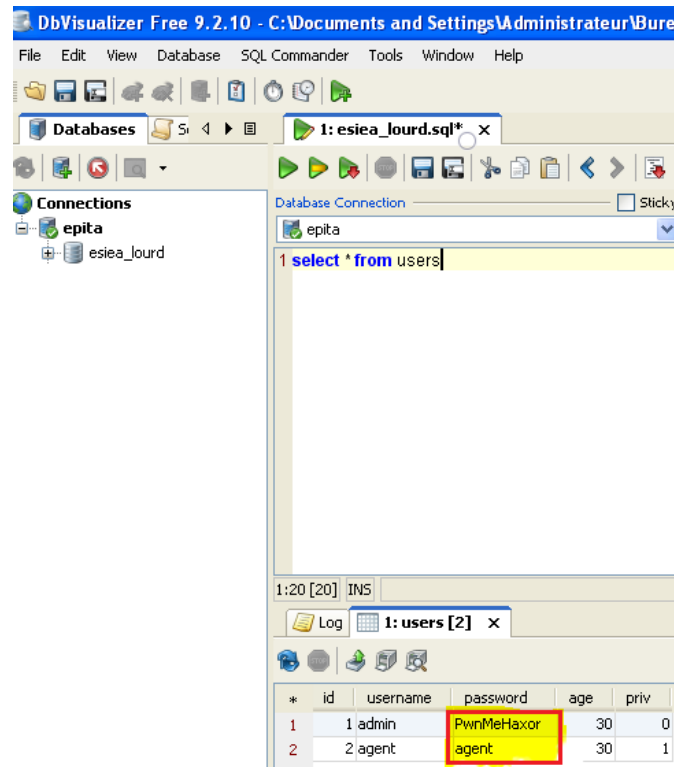 DbVisualizer Free 9.2.10 - C:\Documents and Settings\Administrateur\Bure
File Edit View Database SQL Commander Tools Window Help
Databases 1: esiea_lourd.sql* x
Connections
Database Connection Sticky
epita
epita
esiea_lourd
1 select * from users
1:20 [20] INS
Log 1: users [2] x
* id username password age priv
1 1 admin PwnMeHaxor 30 0
2 2 agent agent 30 1